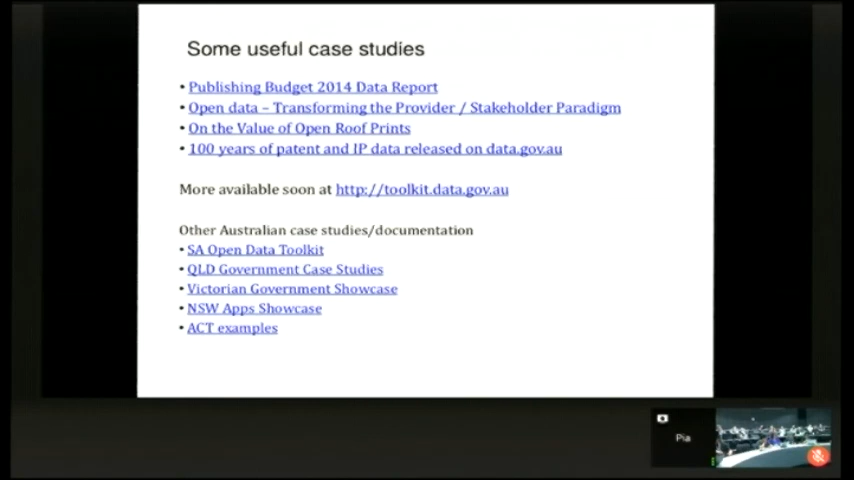 Some useful case studies
• Publishing Budget 2014 Data Report
• Open data – Transforming the Provider / Stakeholder Paradigm
• On the Value of Open Roof Prints
• 100 years of patent and IP data released on data.gov.au
More available soon at http://toolkit.data.gov.au
Other Australian case studies/documentation
• SA Open Data Toolkit
• QLD Government Case Studies
• Victorian Government Showcase
• NSW Apps Showcase
• ACT examples
Pia